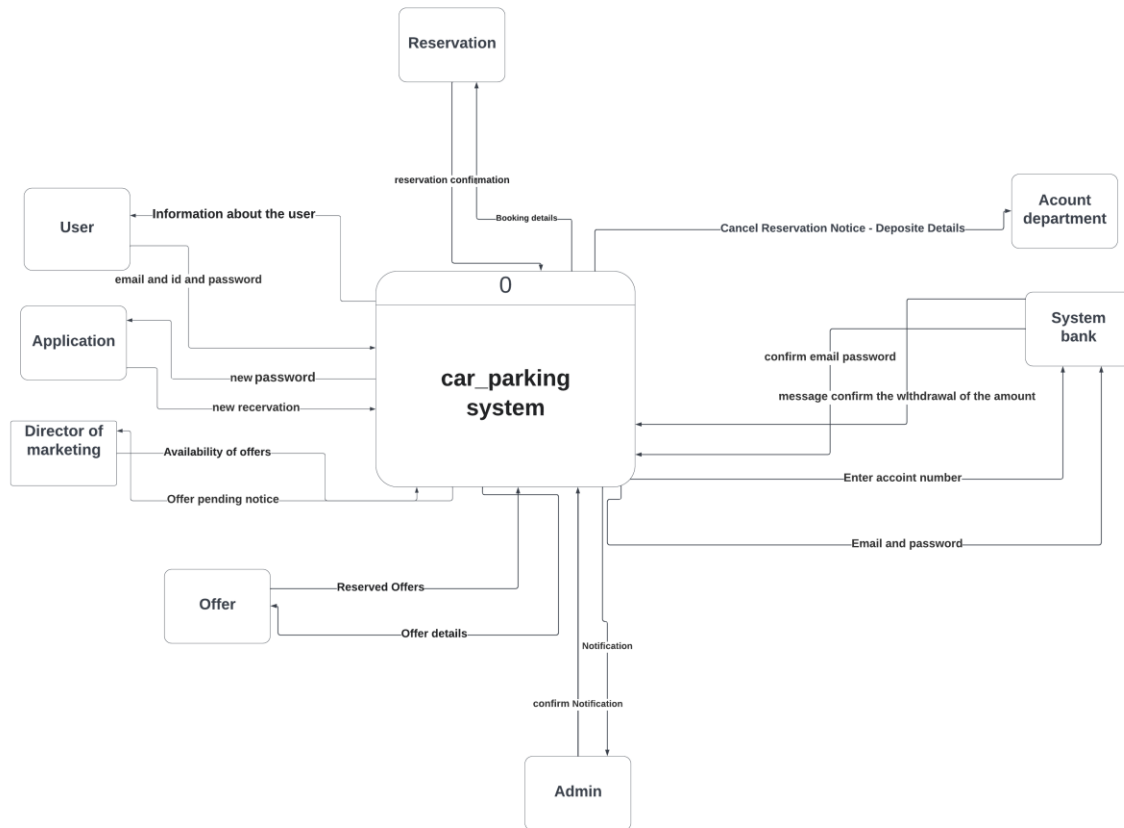 Reservation
reservation confirmation
Booking details
User
Information about the user
email and id and password
Acount
department
Cancel Reservation Notice - Deposite Details
0
car_parking
system
System
bank
confirm email password
message confirm the withdrawal of the amount
Enter accoint number
Email and password
Application
new password
new recervation
Director of
marketing
Availability of offers
Offer pending notice
Offer
Reserved Offers
Offer details
Notification
confirm Notification
Admin